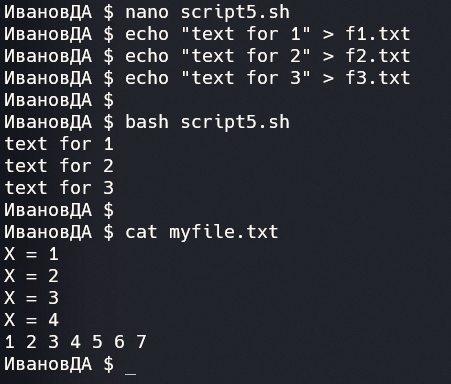 ИвановДА $ nano script5.sh
ИвановДА $ echo "text for 1" > f1.txt
ИвановДА $ echo "text for 2" > f2.txt
ИвановДА $ echo "text for 3" > f3.txt
ИвановДА $
ИвановДА $ bash script5.sh
text for 1
text for 2
text for 3
ИвановДА $
ИвановДА $ cat myfile.txt
X = 1
X = 2
X = 3
X = 4
1 2 3 4 5 6 7
ИвановДА $ _